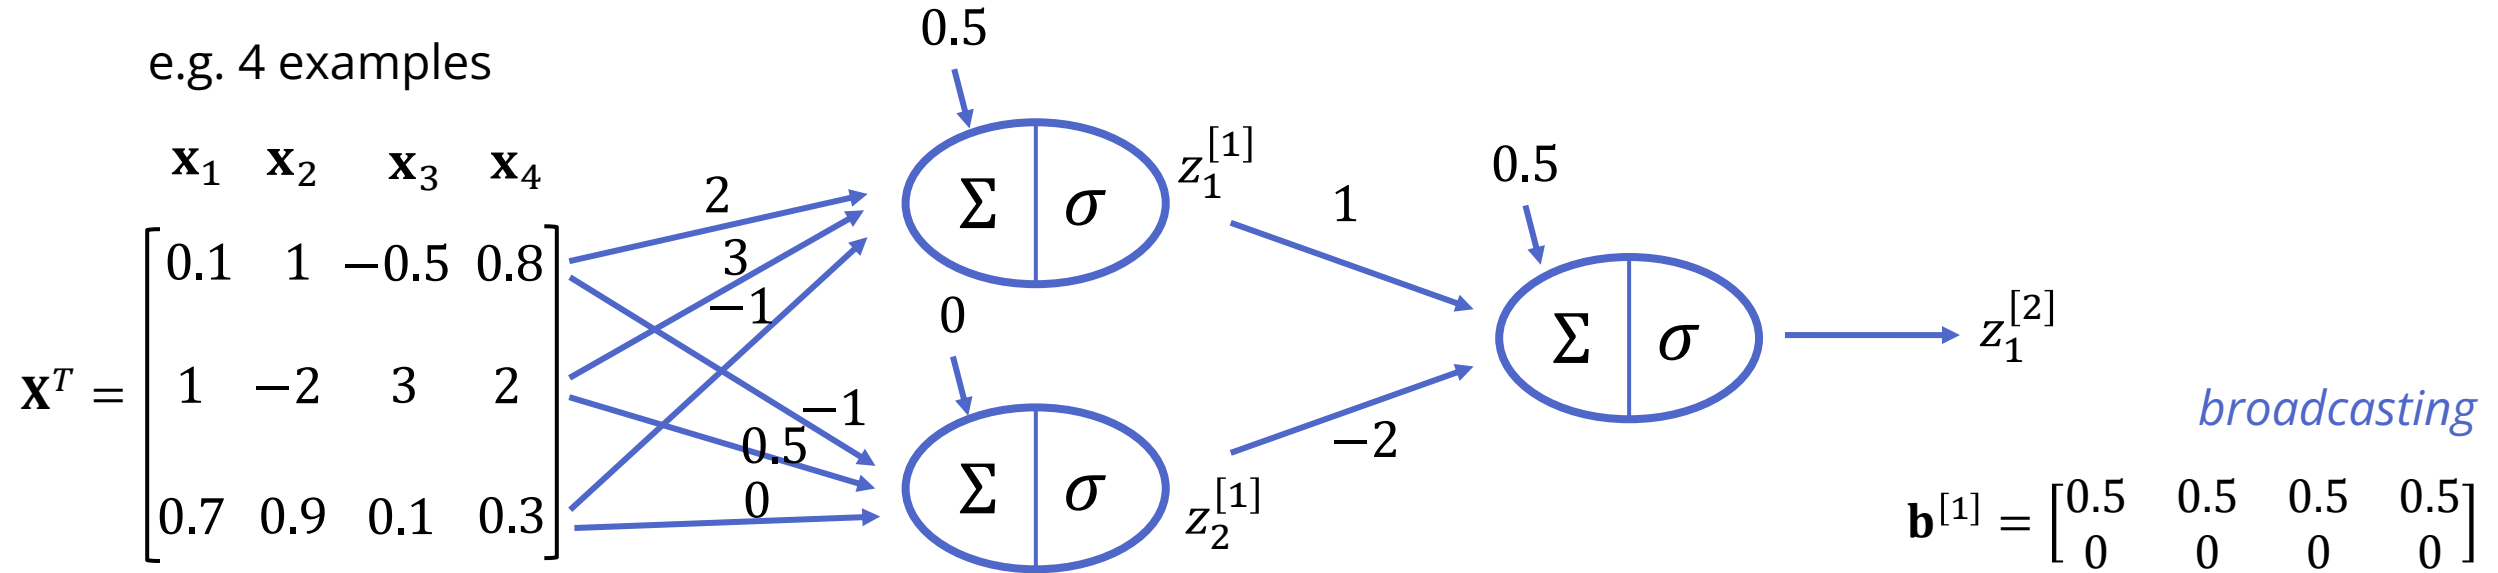 e.g. 4 examples
x₁ x₂ x₃ x₄
Xᵀ = [0.1 1 −0.5 0.8
1 −2 3 2
0.7 0.9 0.1 0.3]
2
3
−1
−1
0.5
0
0.5
Σ σ
z₁^[1]
0
Σ σ
z₂^[1]
1
−2
0.5
Σ σ
z₁^[2]
broadcasting
b^[1] = [0.5 0.5 0.5 0.5
0 0 0 0]